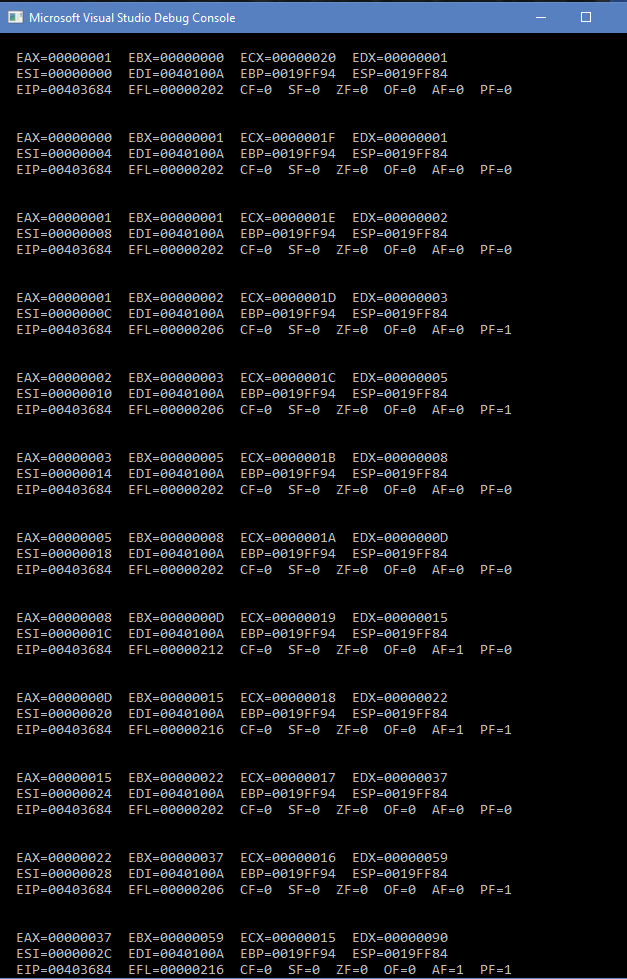 Microsoft Visual Studio Debug Console
EAX=00000001 EBX=00000000 ECX=00000020 EDX=00000001
ESI=00000000 EDI=0040100A EBP=0019FF94 ESP=0019FF84
EIP=00403684 EFL=00000202 CF=0 SF=0 ZF=0 OF=0 AF=0 PF=0
EAX=00000000 EBX=00000001 ECX=0000001F EDX=00000001
ESI=00000004 EDI=0040100A EBP=0019FF94 ESP=0019FF84
EIP=00403684 EFL=00000202 CF=0 SF=0 ZF=0 OF=0 AF=0 PF=0
EAX=00000001 EBX=00000001 ECX=0000001E EDX=00000002
ESI=00000008 EDI=0040100A EBP=0019FF94 ESP=0019FF84
EIP=00403684 EFL=00000202 CF=0 SF=0 ZF=0 OF=0 AF=0 PF=0
EAX=00000001 EBX=00000002 ECX=0000001D EDX=00000003
ESI=0000000C EDI=0040100A EBP=0019FF94 ESP=0019FF84
EIP=00403684 EFL=00000206 CF=0 SF=0 ZF=0 OF=0 AF=0 PF=1
EAX=00000002 EBX=00000003 ECX=0000001C EDX=00000005
ESI=00000010 EDI=0040100A EBP=0019FF94 ESP=0019FF84
EIP=00403684 EFL=00000206 CF=0 SF=0 ZF=0 OF=0 AF=0 PF=1
EAX=00000003 EBX=00000005 ECX=0000001B EDX=00000008
ESI=00000014 EDI=0040100A EBP=0019FF94 ESP=0019FF84
EIP=00403684 EFL=00000202 CF=0 SF=0 ZF=0 OF=0 AF=0 PF=0
EAX=00000005 EBX=00000008 ECX=0000001A EDX=0000000D
ESI=00000018 EDI=0040100A EBP=0019FF94 ESP=0019FF84
EIP=00403684 EFL=00000202 CF=0 SF=0 ZF=0 OF=0 AF=0 PF=0
EAX=00000008 EBX=0000000D ECX=00000019 EDX=00000015
ESI=0000001C EDI=0040100A EBP=0019FF94 ESP=0019FF84
EIP=00403684 EFL=00000212 CF=0 SF=0 ZF=0 OF=0 AF=1 PF=0
EAX=0000000D EBX=00000015 ECX=00000018 EDX=00000022
ESI=00000020 EDI=0040100A EBP=0019FF94 ESP=0019FF84
EIP=00403684 EFL=00000216 CF=0 SF=0 ZF=0 OF=0 AF=1 PF=1
EAX=00000015 EBX=00000022 ECX=00000017 EDX=00000037
ESI=00000024 EDI=0040100A EBP=0019FF94 ESP=0019FF84
EIP=00403684 EFL=00000202 CF=0 SF=0 ZF=0 OF=0 AF=0 PF=0
EAX=00000022 EBX=00000037 ECX=00000016 EDX=00000059
ESI=00000028 EDI=0040100A EBP=0019FF94 ESP=0019FF84
EIP=00403684 EFL=00000206 CF=0 SF=0 ZF=0 OF=0 AF=0 PF=1
EAX=00000037 EBX=00000059 ECX=00000015 EDX=00000090
ESI=0000002C EDI=0040100A EBP=0019FF94 ESP=0019FF84
EIP=00403684 EFL=00000216 CF=0 SF=0 ZF=0 OF=0 AF=1 PF=1